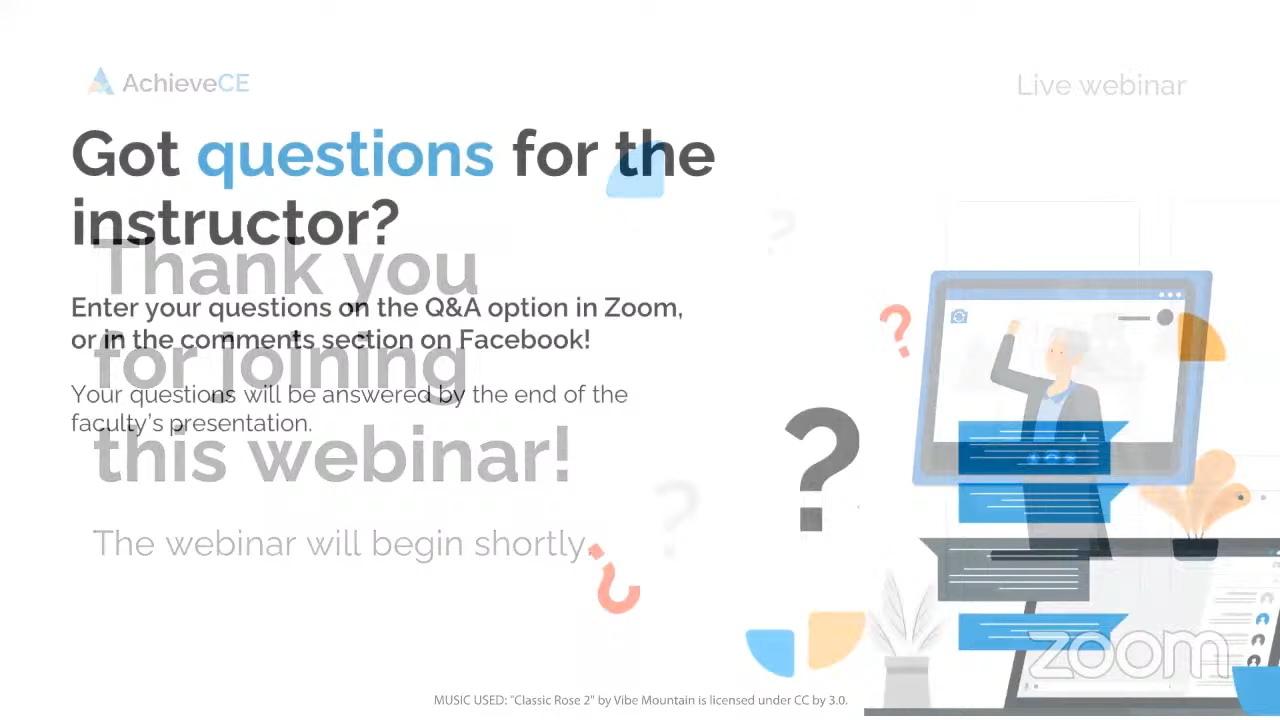 AchieveCE
Live webinar
Got questions for the
instructor?
Thank you
for joining
this webinar!
Enter your questions on the Q&A option in Zoom,
or in the comments section on Facebook!
Your questions will be answered by the end of the
faculty’s presentation.
The webinar will begin shortly.
zoom
MUSIC USED: "Classic Rose 2" by Vibe Mountain is licensed under CC by 3.0.